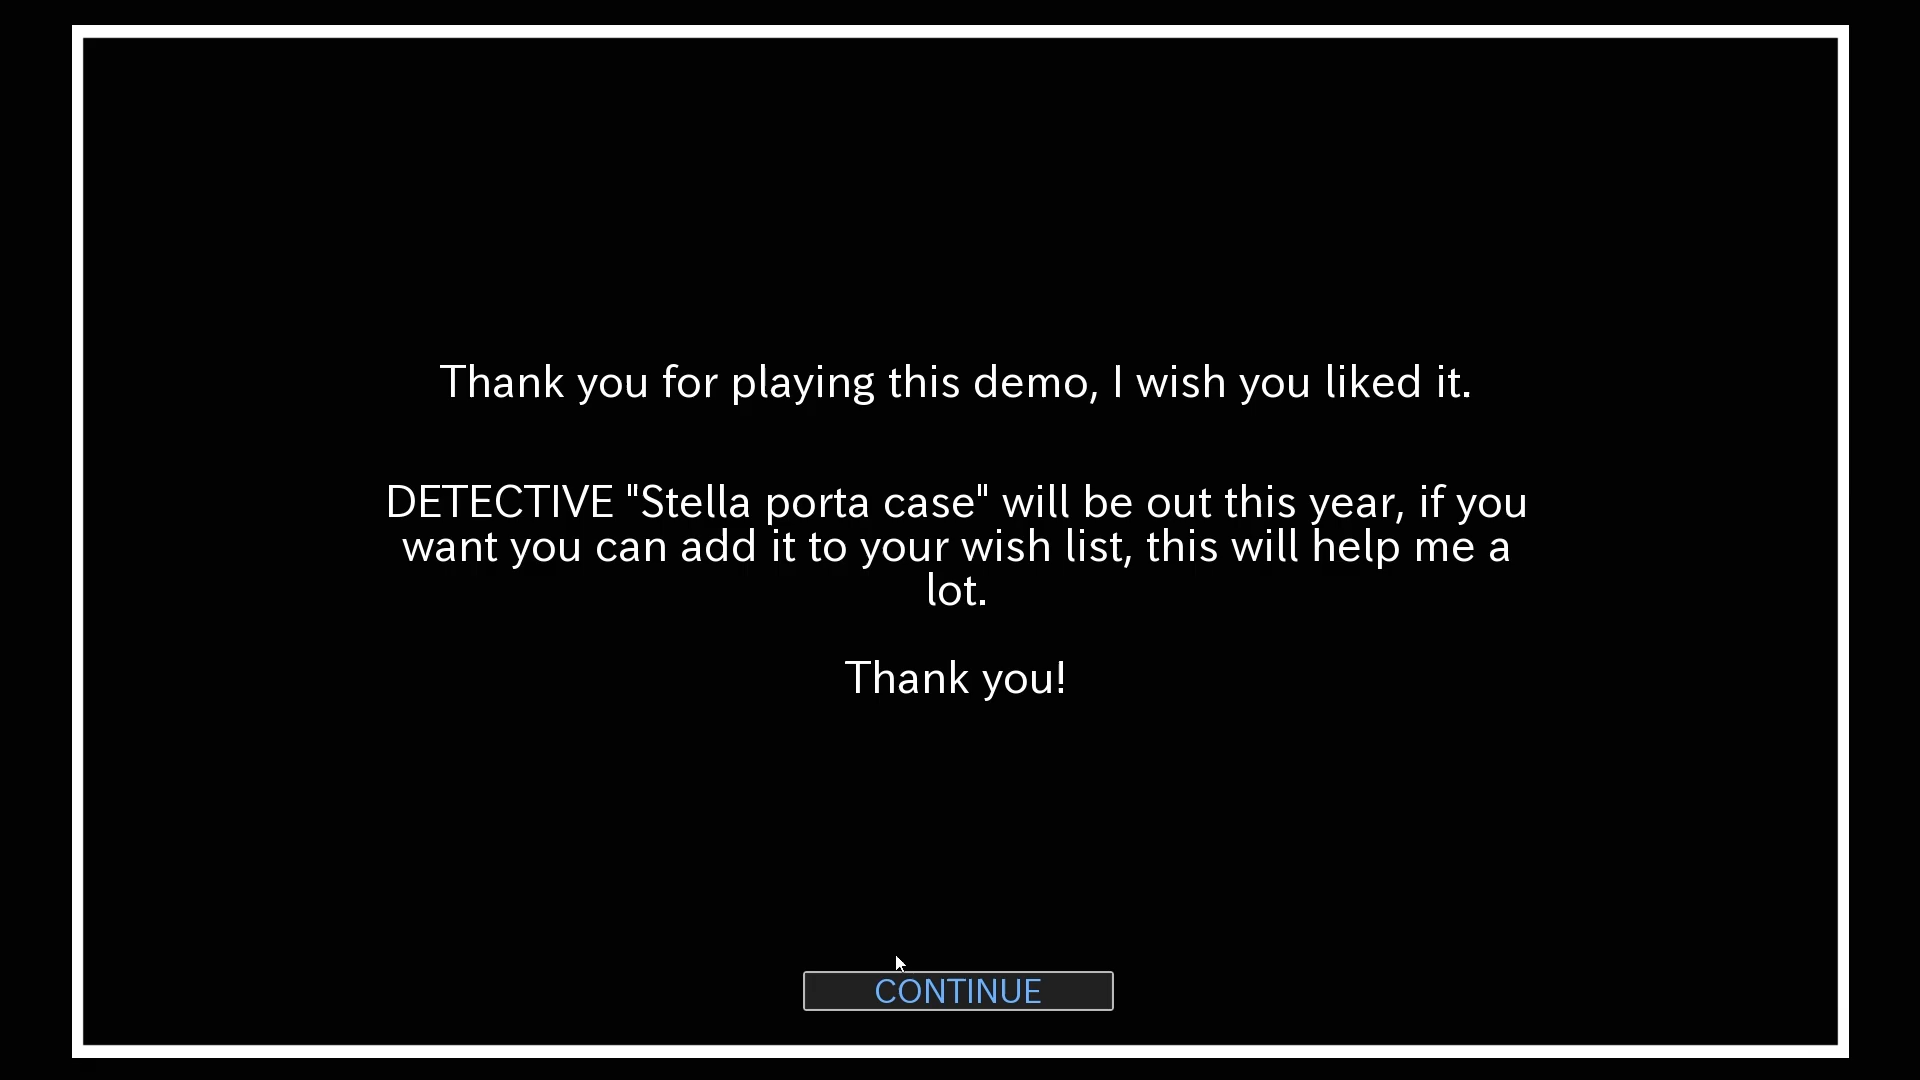 Thank you for playing this demo, I wish you liked it.
DETECTIVE "Stella porta case" will be out this year, if you
want you can add it to your wish list, this will help me a
lot.
Thank you!
CONTINUE